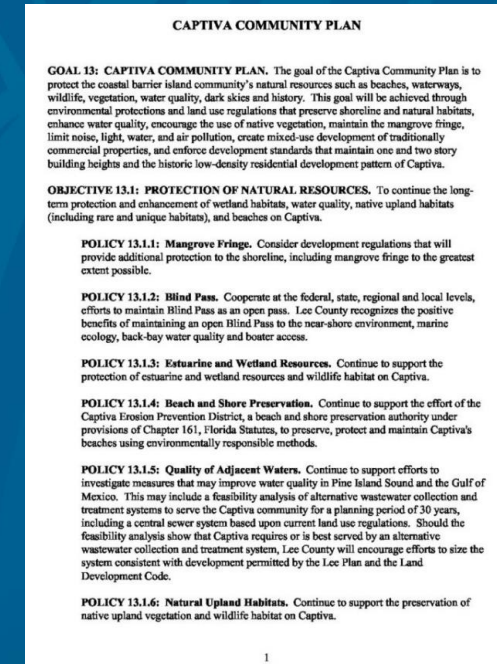 CAPTIVA COMMUNITY PLAN
GOAL 13: CAPTIVA COMMUNITY PLAN. The goal of the Captiva Community Plan is to
protect the coastal barrier island community's natural resources such as beaches, waterways,
wildlife, vegetation, water quality, dark skies and history. This goal will be achieved through
environmental protections and land use regulations that preserve shoreline and natural habitats,
enhance water quality, encourage the use of native vegetation, maintain the mangrove fringe,
limit noise, light, water, and air pollution, create mixed-use development of traditionally
commercial properties, and enforce development standards that maintain one and two story
building heights and the historic low-density residential development pattern of Captiva.
OBJECTIVE 13.1: PROTECTION OF NATURAL RESOURCES. To continue the long-
term protection and enhancement of wetland habitats, water quality, native upland habitats
(including rare and unique habitats), and beaches on Captiva.
POLICY 13.1.1: Mangrove Fringe. Consider development regulations that will
provide additional protection to the shoreline, including mangrove fringe to the greatest
extent possible.
POLICY 13.1.2: Blind Pass. Cooperate at the federal, state, regional and local levels,
efforts to maintain Blind Pass as an open pass. Lee County recognizes the positive
benefits of maintaining an open Blind Pass to the near-shore environment, marine
ecology, back-bay water quality and boater access.
POLICY 13.1.3: Estuarine and Wetland Resources. Continue to support the
protection of estuarine and wetland resources and wildlife habitat on Captiva.
POLICY 13.1.4: Beach and Shore Preservation. Continue to support the effort of the
Captiva Erosion Prevention District, a beach and shore preservation authority under
provisions of Chapter 161, Florida Statutes, to preserve, protect and maintain Captiva's
beaches using environmentally responsible methods.
POLICY 13.1.5: Quality of Adjacent Waters. Continue to support efforts to
investigate measures that may improve water quality in Pine Island Sound and the Gulf of
Mexico. This may include a feasibility analysis of alternative wastewater collection and
treatment systems to serve the Captiva community for a planning period of 30 years,
including a central sewer system based upon current land use regulations. Should the
feasibility analysis show that Captiva requires or is best served by an alternative
wastewater collection and treatment system, Lee County will encourage efforts to size the
system consistent with development permitted by the Lee Plan and the Land
Development Code.
POLICY 13.1.6: Natural Upland Habitats. Continue to support the preservation of
native upland vegetation and wildlife habitat on Captiva.
1